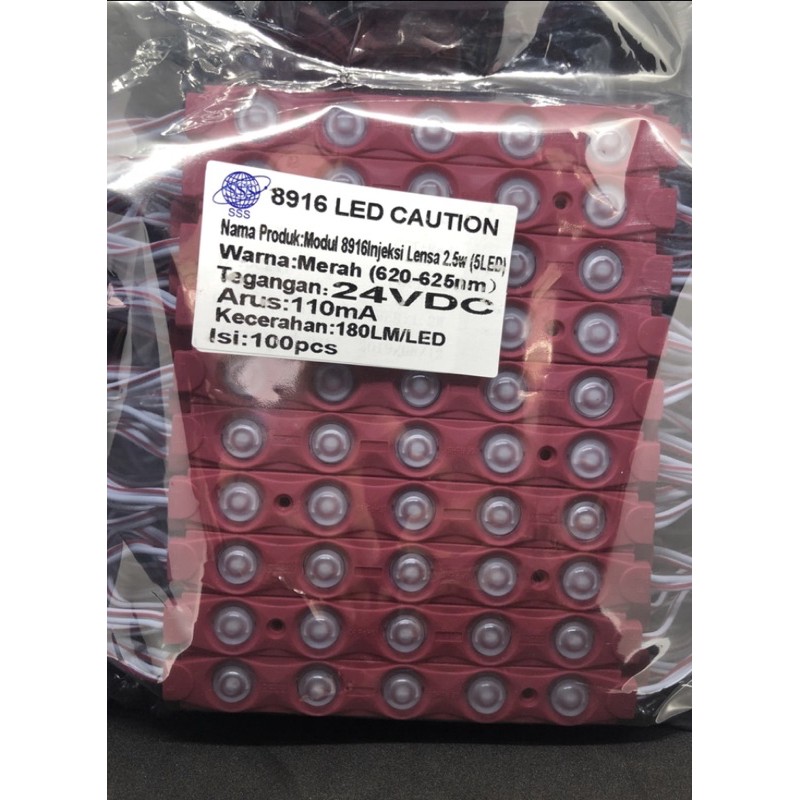 SSS
8916 LED CAUTION
Nama Produk:Modul 8916Injeksi Lensa 2.5w (5LED)
Warna:Merah (620-625nm)
Tegangan:24VDC
Arus:110mA
Kecerahan:180LM/LED
Isi:100pcs